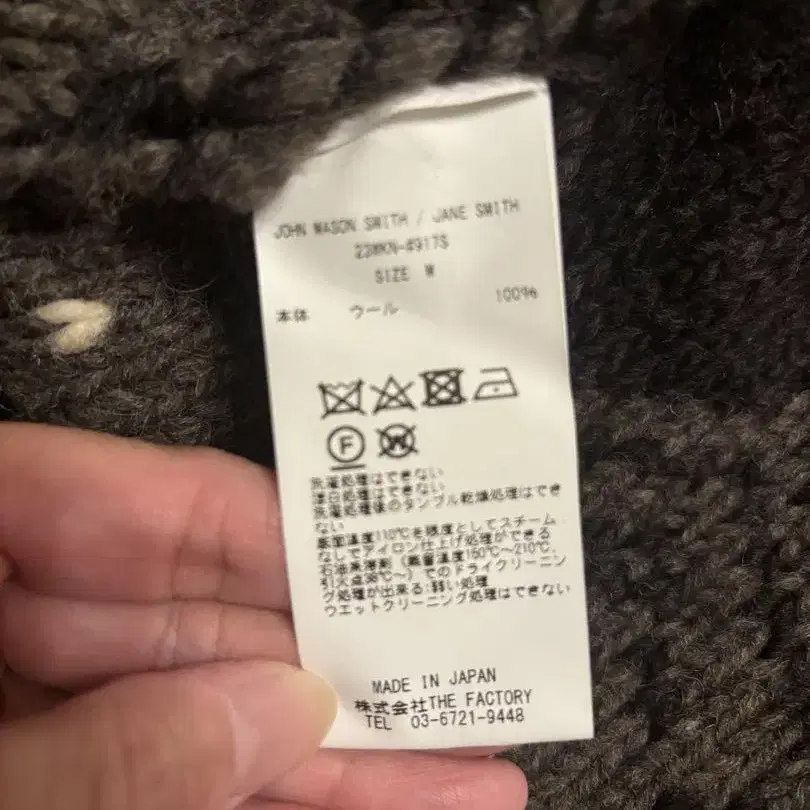 JOHN MASON SMITH / JANE SMITH
22WKN-#917S
SIZE M
本体 ウール 100%
F
W
洗濯処理はできない
漂白処理はできない
洗濯処理後のタンブル乾燥処理はでき
ない
底面温度110℃を限度としてスチーム
なしでアイロン仕上げ処理ができる
石油系溶剤(蒸留温度150℃~210℃、
引火点38℃~)でのドライクリーニン
グ処理が出来る:弱い処理
ウエットクリーニング処理はできない
MADE IN JAPAN
株式会社THE FACTORY
TEL 03-6721-9448